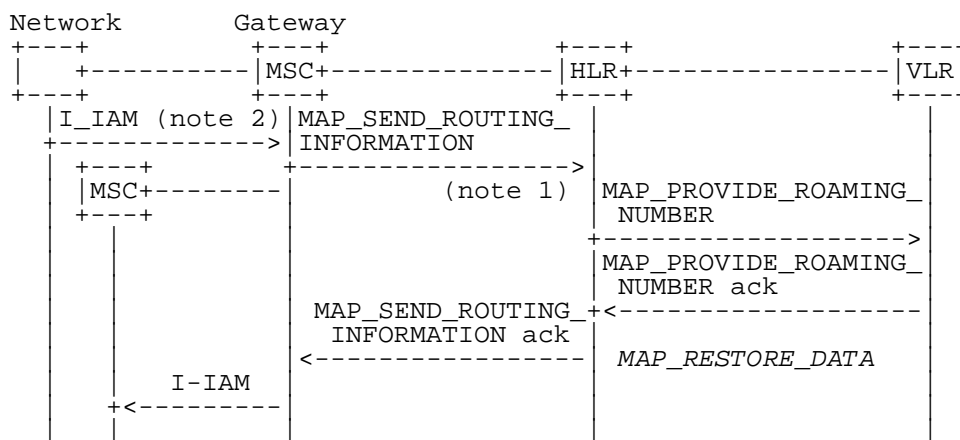 Network Gateway
MSC HLR VLR
I_IAM (note 2) MAP_SEND_ROUTING_
INFORMATION
MSC (note 1) MAP_PROVIDE_ROAMING_
NUMBER
MAP_PROVIDE_ROAMING_
NUMBER ack
MAP_SEND_ROUTING_
INFORMATION ack
MAP_RESTORE_DATA
I-IAM